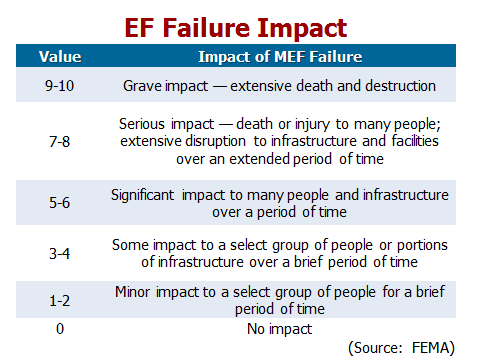 EF Failure Impact
Value Impact of MEF Failure
9-10 Grave impact — extensive death and destruction
7-8 Serious impact — death or injury to many people;
extensive disruption to infrastructure and facilities
over an extended period of time
5-6 Significant impact to many people and infrastructure
over a period of time
3-4 Some impact to a select group of people or portions
of infrastructure over a brief period of time
1-2 Minor impact to a select group of people for a brief
period of time
0 No impact
(Source: FEMA)